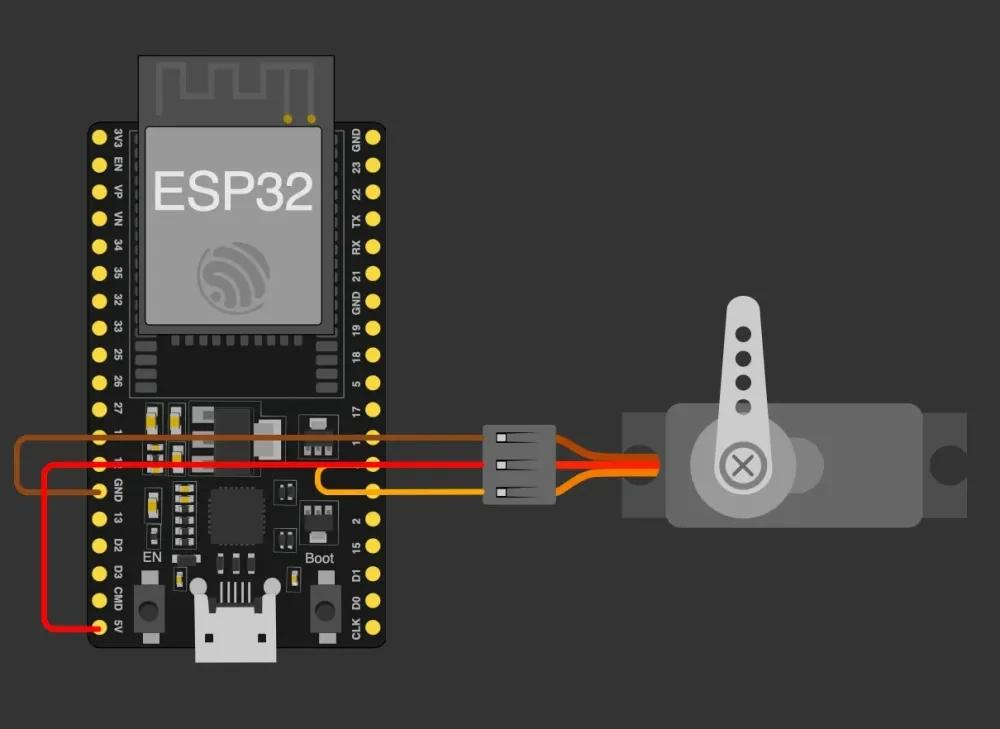 ESP32
3V3
EN
VP
VN
34
35
32
33
25
26
27
GND
13
D2
D3
CMD
5V
GND
23
22
TX
RX
21
GND
19
18
5
17
2
15
D1
D0
CLK
EN
Boot